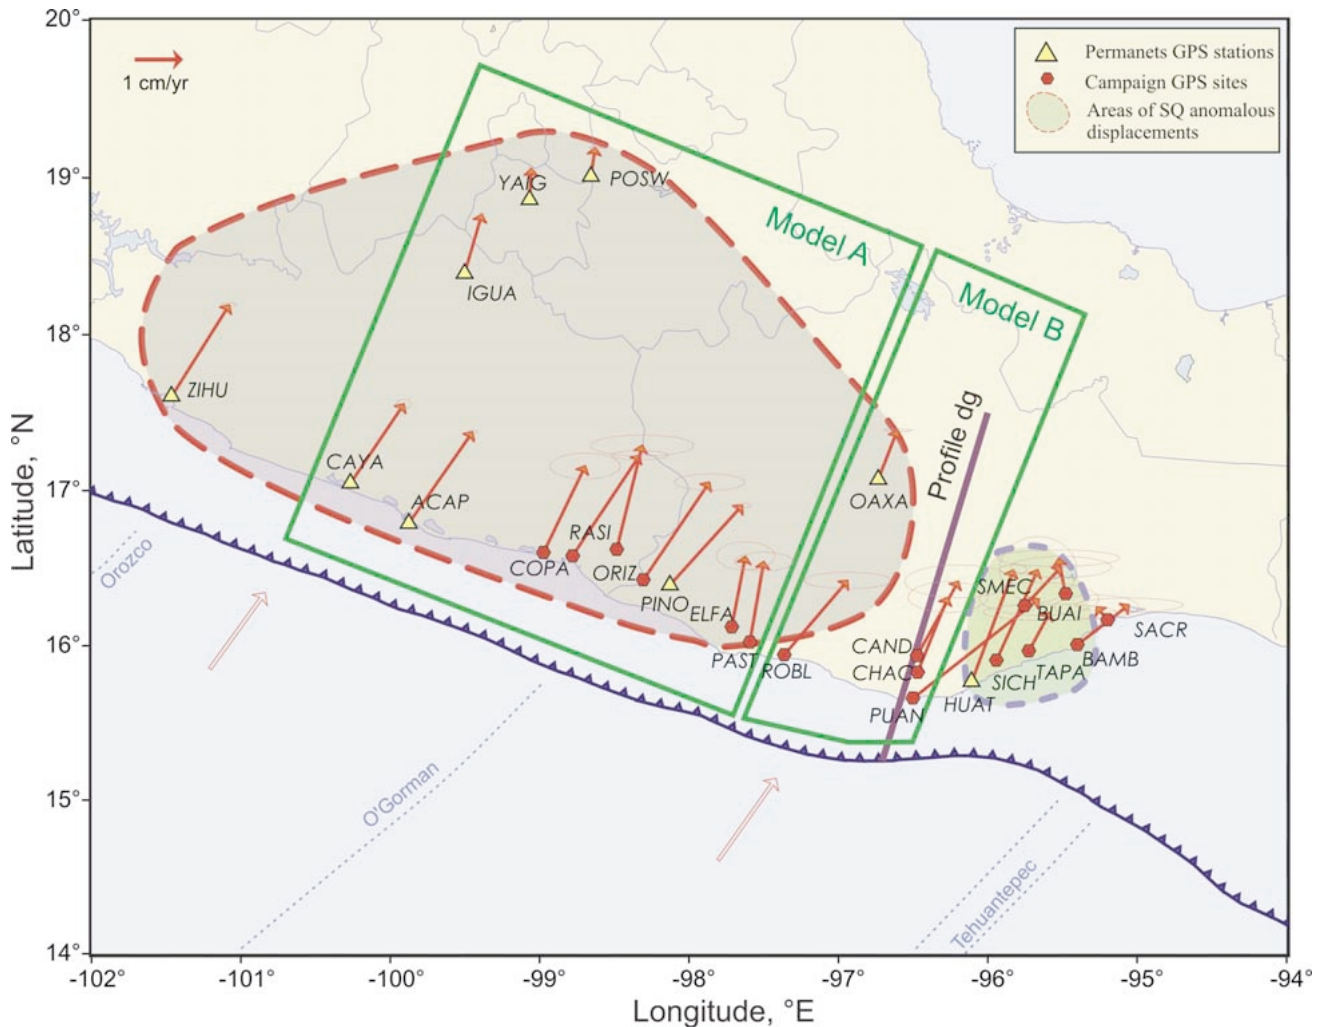 20°
19°
18°
17°
16°
15°
14°
Latitude, °N
1 cm/yr
Permanets GPS stations
Campaign GPS sites
Areas of SQ anomalous
displacements
YAIG
POSW
IGUA
Model A
Model B
ZIHU
CAYA
ACAP
COPA
RASI
ORIZ
PINO
ELFA
PAST
ROBL
OAXA
Profile dg
CAND
CHAC
PUAN
SMEC
BUAI
SACR
BAMB
TAPA
SICH
HUAT
Orozco
O'Gorman
Tehuantepec
-102
-101
-100
-99
-98
-97
-96
-95
-94°
Longitude, °E